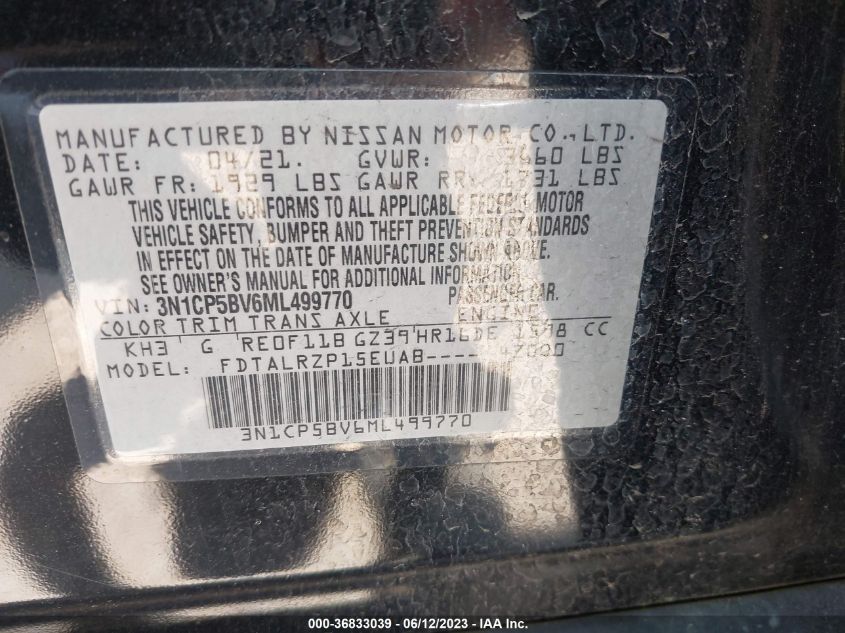 MANUFACTURED BY NISSAN MOTOR CO., LTD.
DATE: 04/21. GVWR: 3660 LBS
GAWR FR: 1929 LBS GAWR RR: 1731 LBS
THIS VEHICLE CONFORMS TO ALL APPLICABLE FEDERAL MOTOR
VEHICLE SAFETY, BUMPER AND THEFT PREVENTION STANDARDS
IN EFFECT ON THE DATE OF MANUFACTURE SHOWN ABOVE.
SEE OWNER'S MANUAL FOR ADDITIONAL INFORMATION.
VIN: 3N1CP5BV6ML499770 PASSENGER CAR.
COLOR TRIM TRANS AXLE ENGINE
KH3 G RE0F11B GZ39 HR16DE 1598 CC
MODEL: FDTALRZP15EUAB----
3N1CP5BV6ML499770
000-36833039 - 06/12/2023 - IAA Inc.